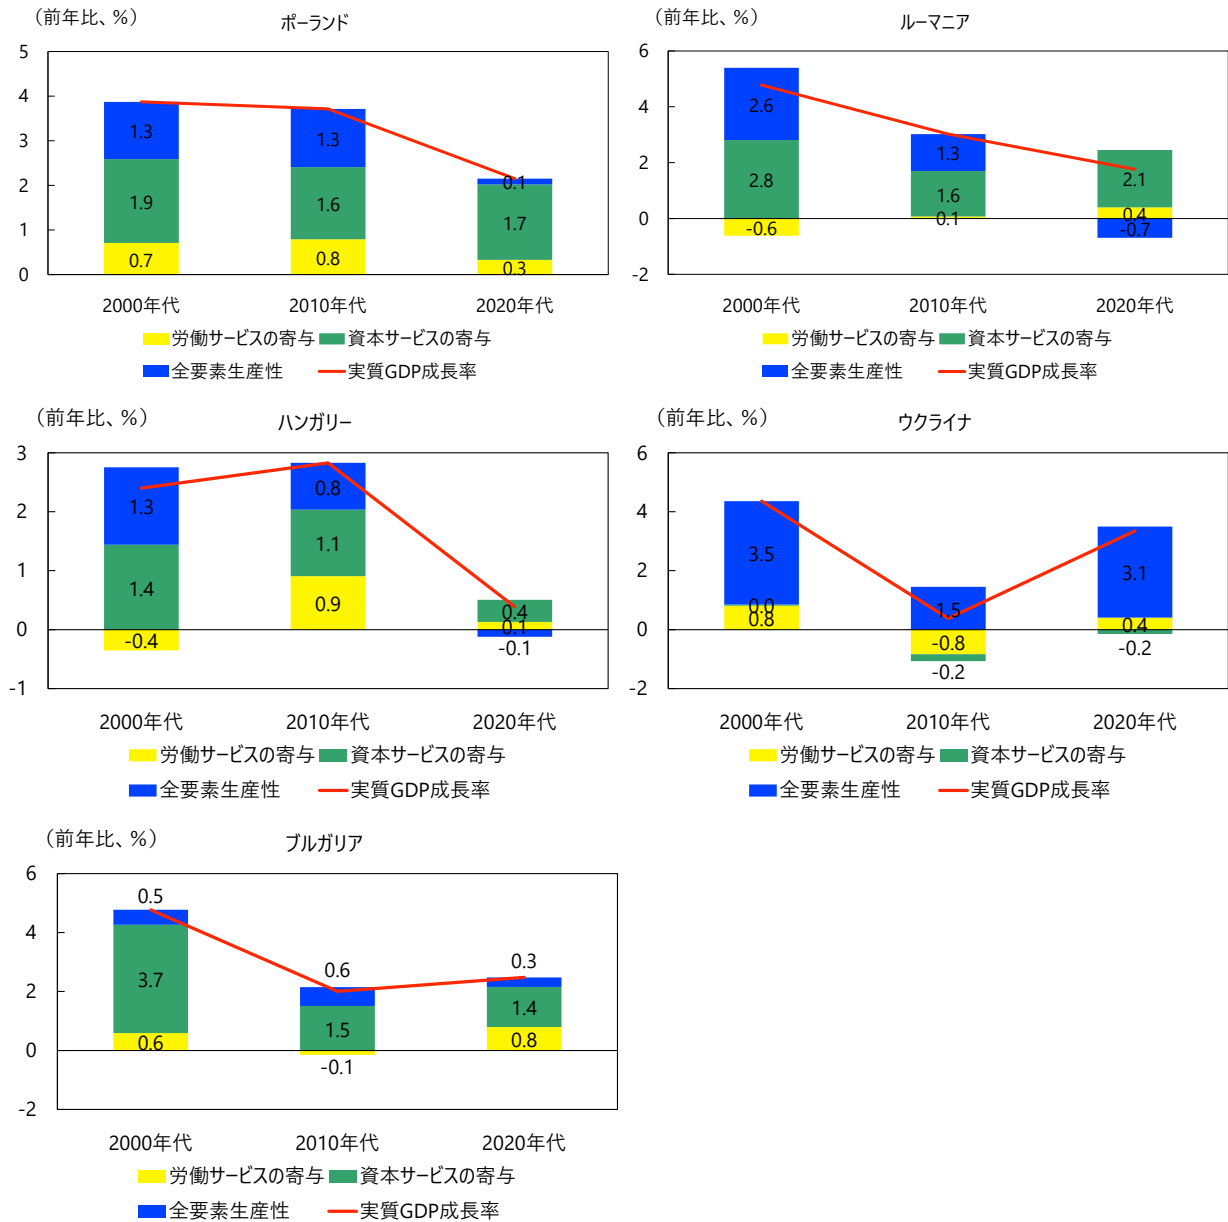 （前年比、%）
ポーランド
5
4
3
2
1
0
1.3
1.9
0.7
1.3
1.6
0.8
0.1
1.7
0.3
2000年代
2010年代
2020年代
労働サービスの寄与
資本サービスの寄与
全要素生産性
実質GDP成長率
（前年比、%）
ルーマニア
6
4
2
0
-2
2.6
2.8
-0.6
1.3
1.6
0.1
2.1
0.4
-0.7
2000年代
2010年代
2020年代
労働サービスの寄与
資本サービスの寄与
全要素生産性
実質GDP成長率
（前年比、%）
ハンガリー
3
2
1
0
-1
1.3
1.4
-0.4
0.8
1.1
0.9
0.4
0.1
-0.1
2000年代
2010年代
2020年代
労働サービスの寄与
資本サービスの寄与
全要素生産性
実質GDP成長率
（前年比、%）
ウクライナ
6
4
2
0
-2
3.5
0.0
0.8
1.5
-0.8
-0.2
3.1
0.4
-0.2
2000年代
2010年代
2020年代
労働サービスの寄与
資本サービスの寄与
全要素生産性
実質GDP成長率
（前年比、%）
ブルガリア
6
4
2
0
-2
0.5
3.7
0.6
0.6
1.5
-0.1
0.3
1.4
0.8
2000年代
2010年代
2020年代
労働サービスの寄与
資本サービスの寄与
全要素生産性
実質GDP成長率